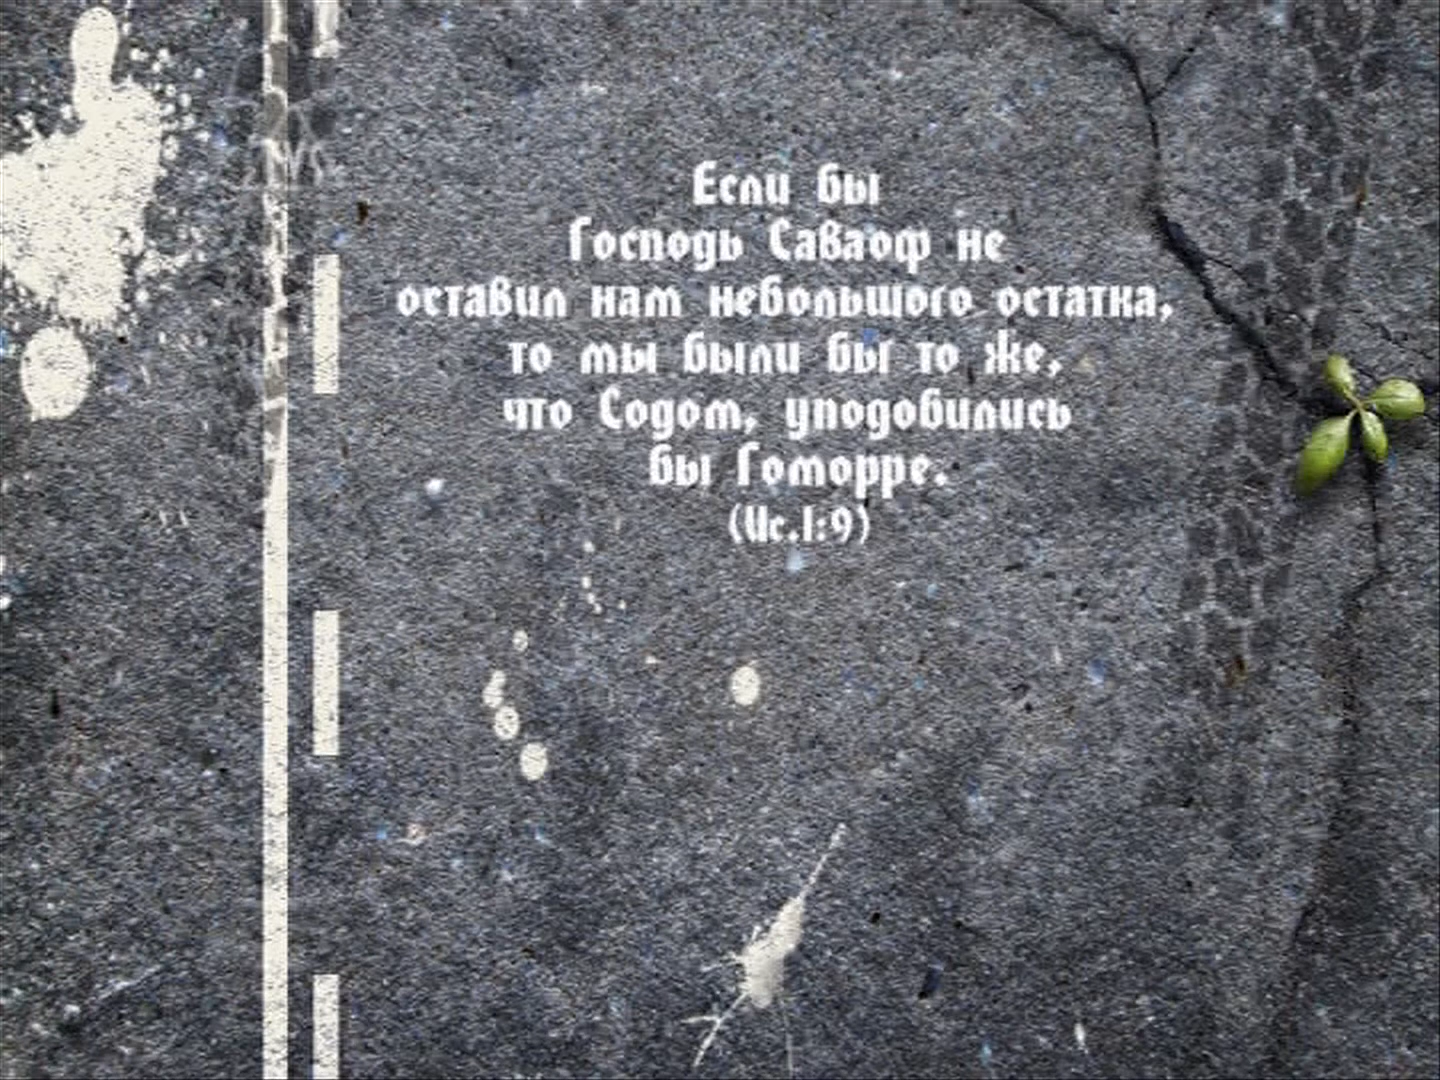 Если бы
Господь Саваоф не
оставил нам небольшого остатка,
то мы были бы то же,
что Содом, уподобились
бы Гоморре.
(Ис.1:9)